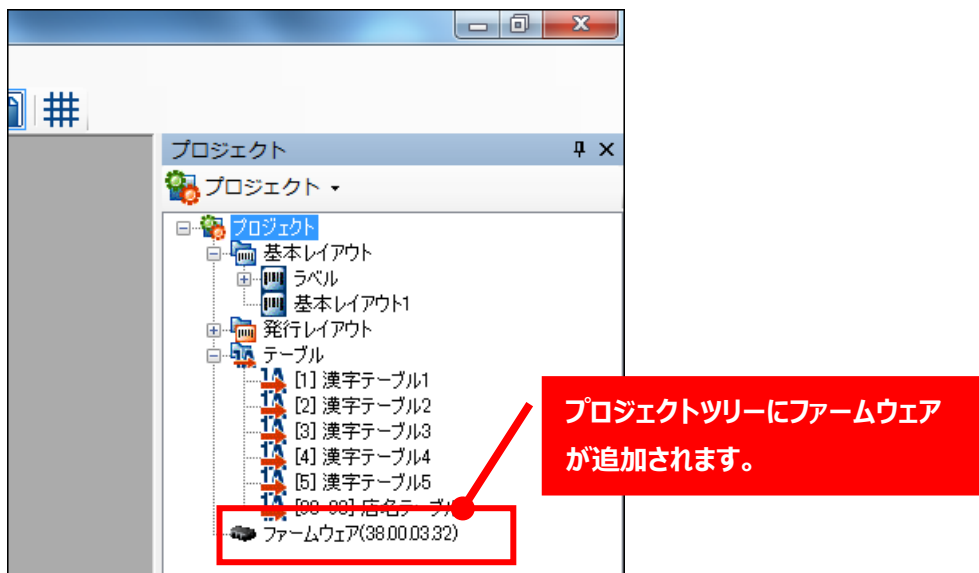 プロジェクト
プロジェクト
プロジェクト
基本レイアウト
ラベル
基本レイアウト1
発行レイアウト
テーブル
[1] 漢字テーブル1
[2] 漢字テーブル2
[3] 漢字テーブル3
[4] 漢字テーブル4
[5] 漢字テーブル5
店名テーブル
ファームウェア(38.00.03.32)
プロジェクトツリーにファームウェア
が追加されます。